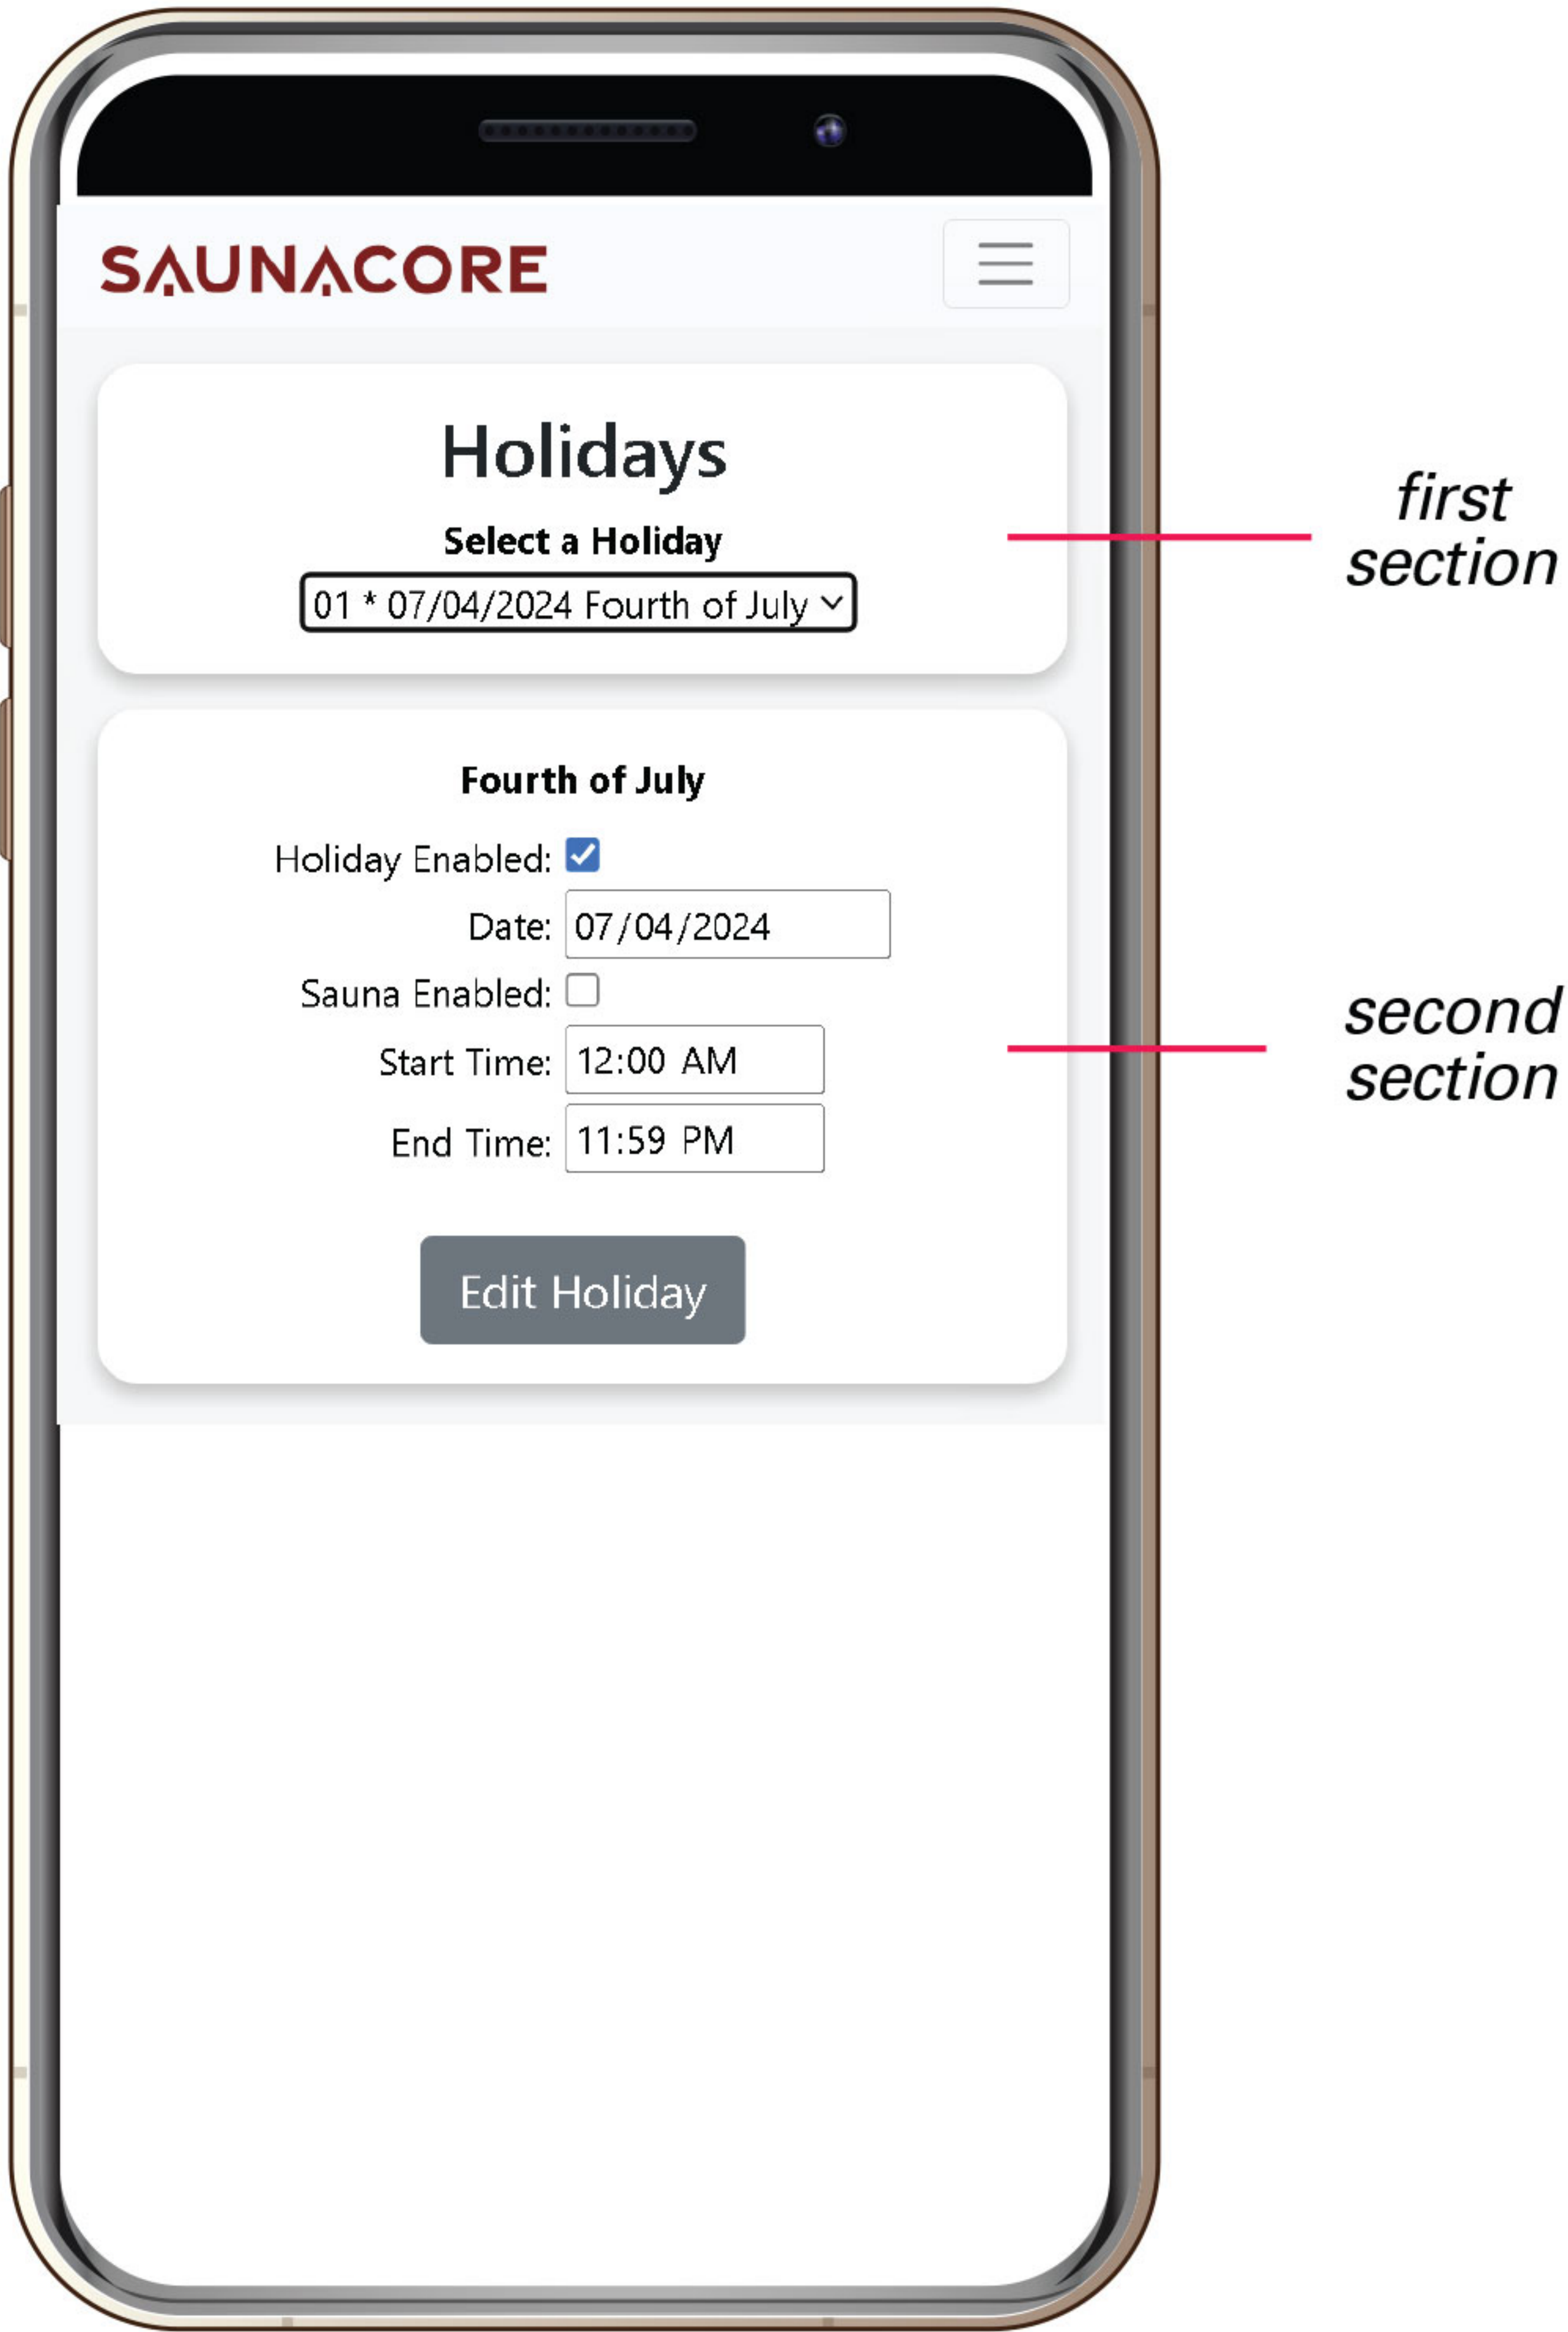 SAUNACORE
Holidays
Select a Holiday
01 * 07/04/2024 Fourth of July
first
section
Fourth of July
Holiday Enabled:
Date: 07/04/2024
Sauna Enabled:
Start Time: 12:00 AM
End Time: 11:59 PM
second
section
Edit Holiday